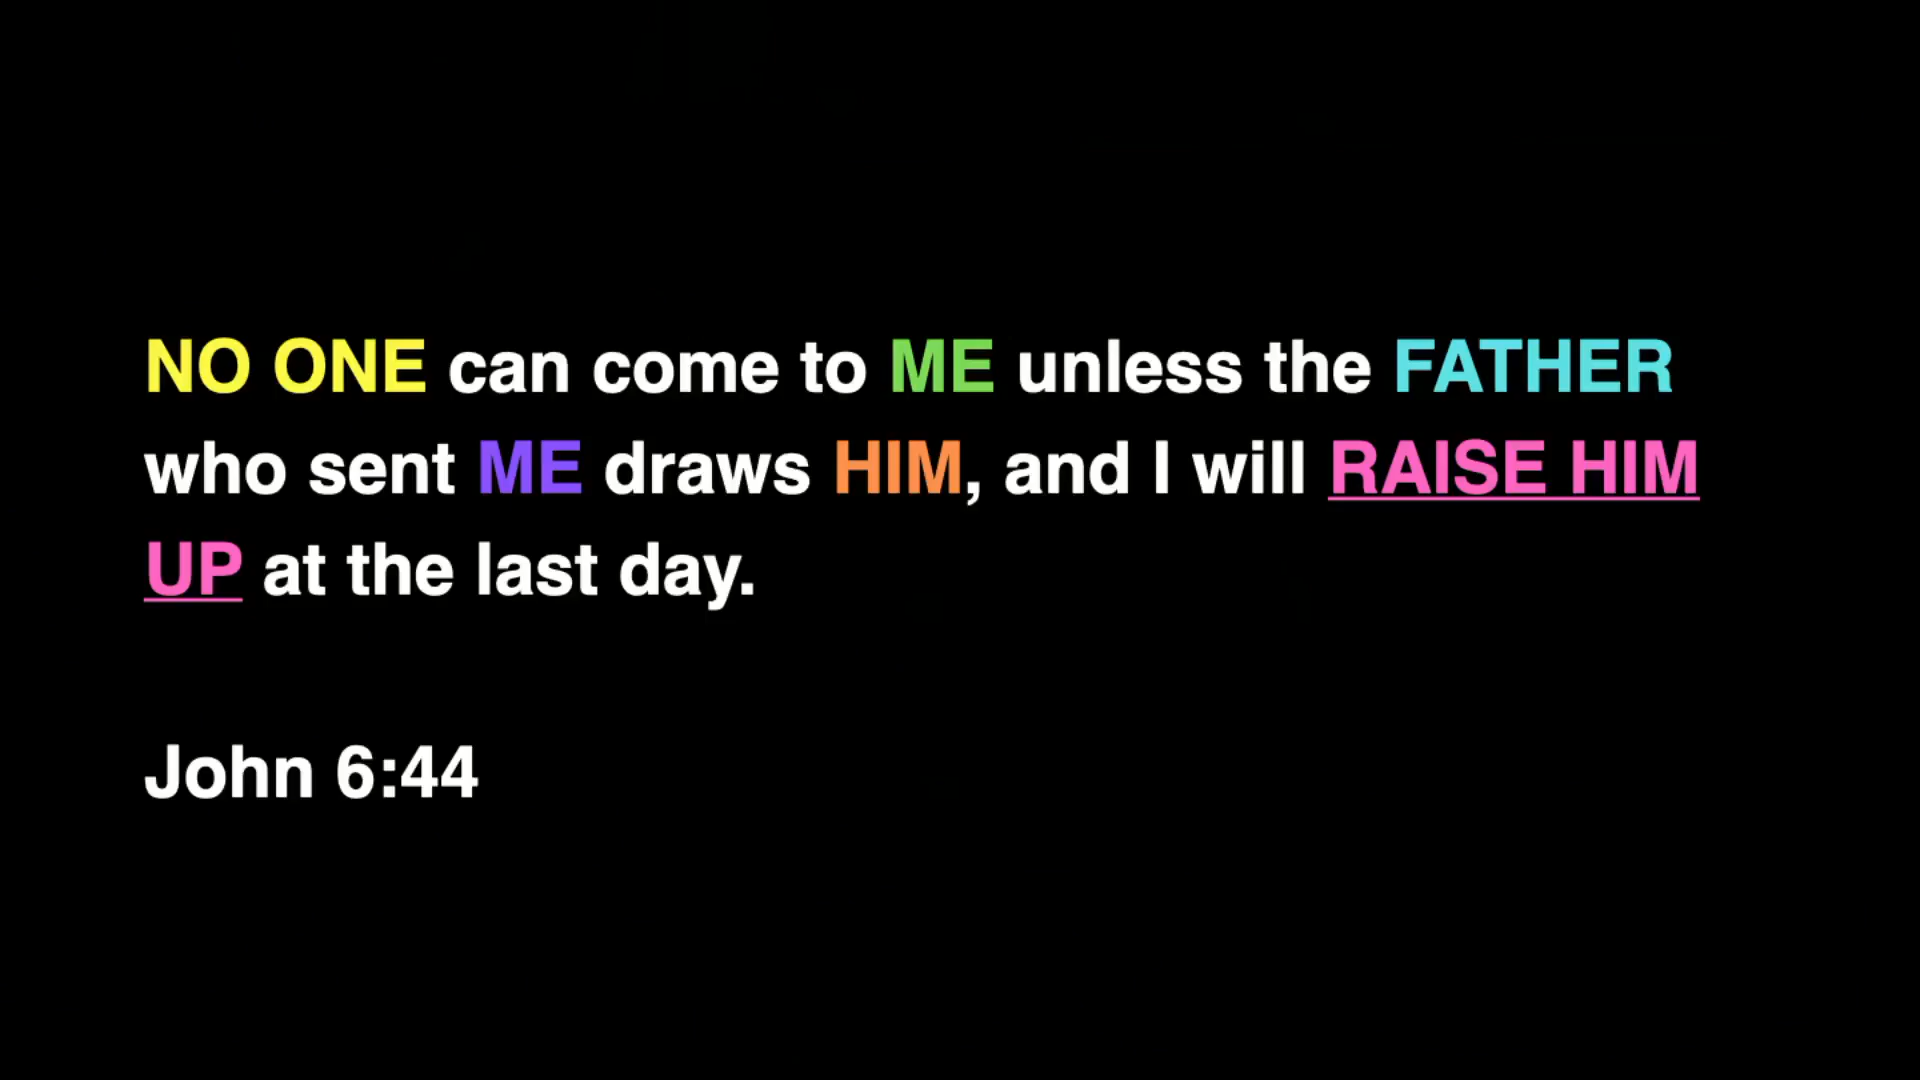 NO ONE can come to ME unless the FATHER
who sent ME draws HIM, and I will RAISE HIM
UP at the last day.
John 6:44